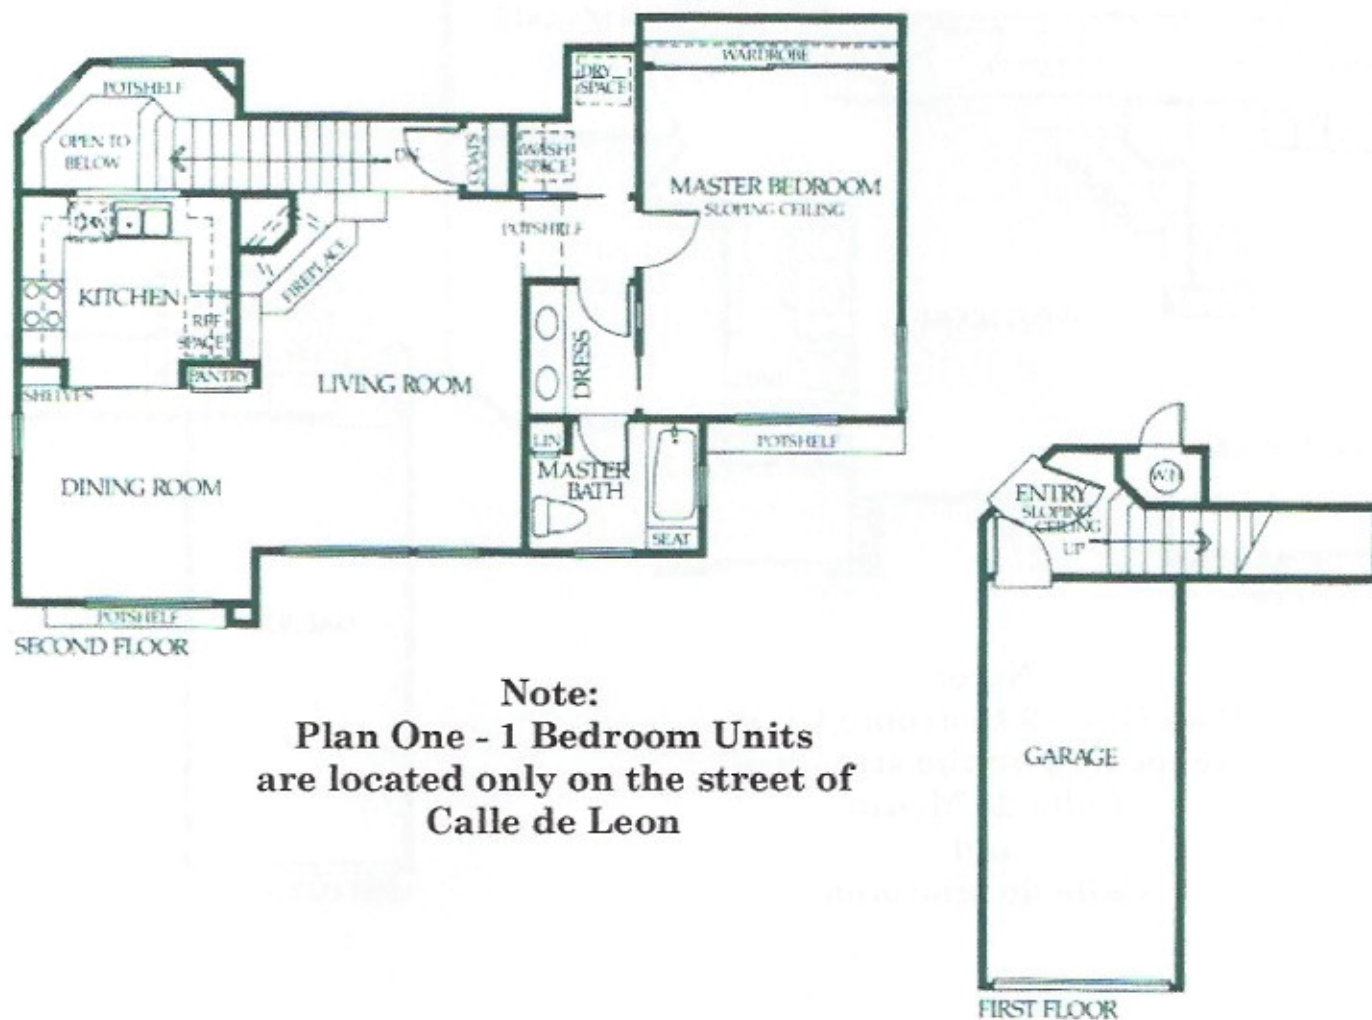 WARDROBE
DRY
SPACE
POTSHELF
OPEN TO
BELOW
DN
COATS
WASH
SPACE
MASTER BEDROOM
SLOPING CEILING
POTSHELF
D/W
FIREPLACE
KITCHEN
REF
SPACE
PANTRY
SHELVES
LIVING ROOM
DRESS
LIN
MASTER
BATH
SEAT
POTSHELF
DINING ROOM
POTSHELF
SECOND FLOOR
ENTRY
SLOPING
CEILING
UP
W.H.
GARAGE
FIRST FLOOR
Note:
Plan One - 1 Bedroom Units
are located only on the street of
Calle de Leon